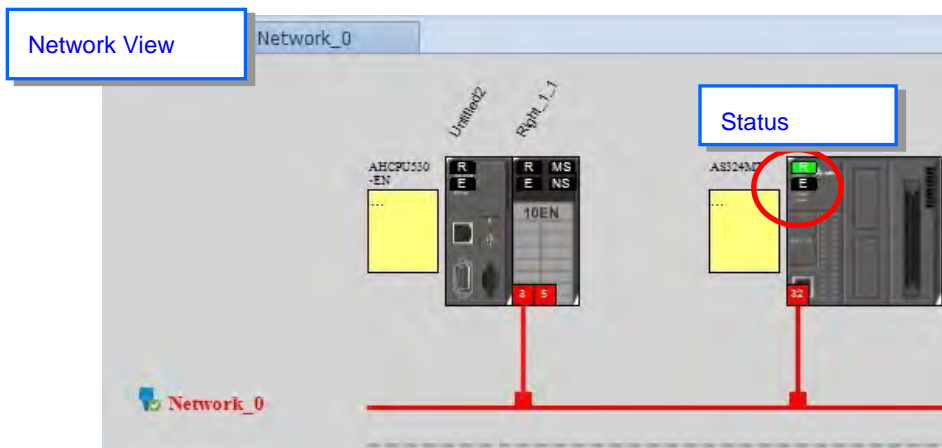 Network View
Network_0
Untitled2
Right_1_1
Status
AHCPU530
-EN
...
R
E
R MS
E NS
10EN
3 5
AS324MT
...
R
E
32
Network_0